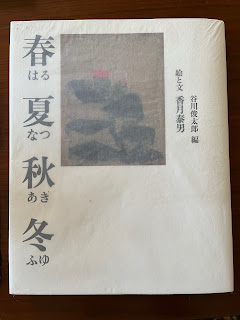 春
はる
夏
なつ
秋
あき
冬
ふゆ
谷川俊太郎 編
絵と文 香月泰男